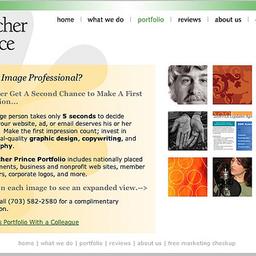 cher
ce
home | what we do | portfolio | reviews | about us |
Image Professional?
er Get A Second Chance to Make A First
ion...
ge person takes only 5 seconds to decide
our website, ad, or email deserves his or her
Make the first impression count; invest in
al-quality graphic design, copywriting, and
phy.
cher Prince Portfolio includes nationally placed
ments, business and nonprofit web sites, member
rs, corporate logos, and more.
n each image to see an expanded view.-->
all (703) 582-2580 for a complimentary
on.
s Portfolio With a Colleague
home | what we do | portfolio | reviews | about us | free marketing checkup